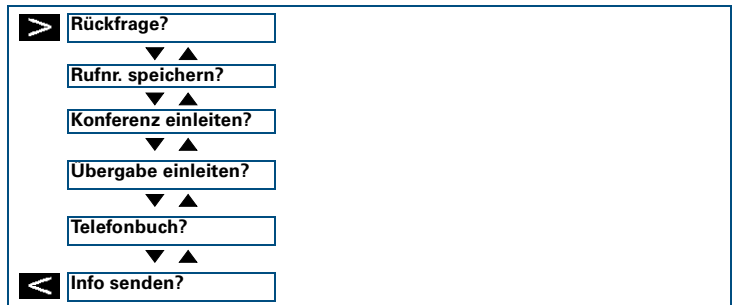 > Rückfrage?
Rufnr. speichern?
Konferenz einleiten?
Übergabe einleiten?
Telefonbuch?
< Info senden?